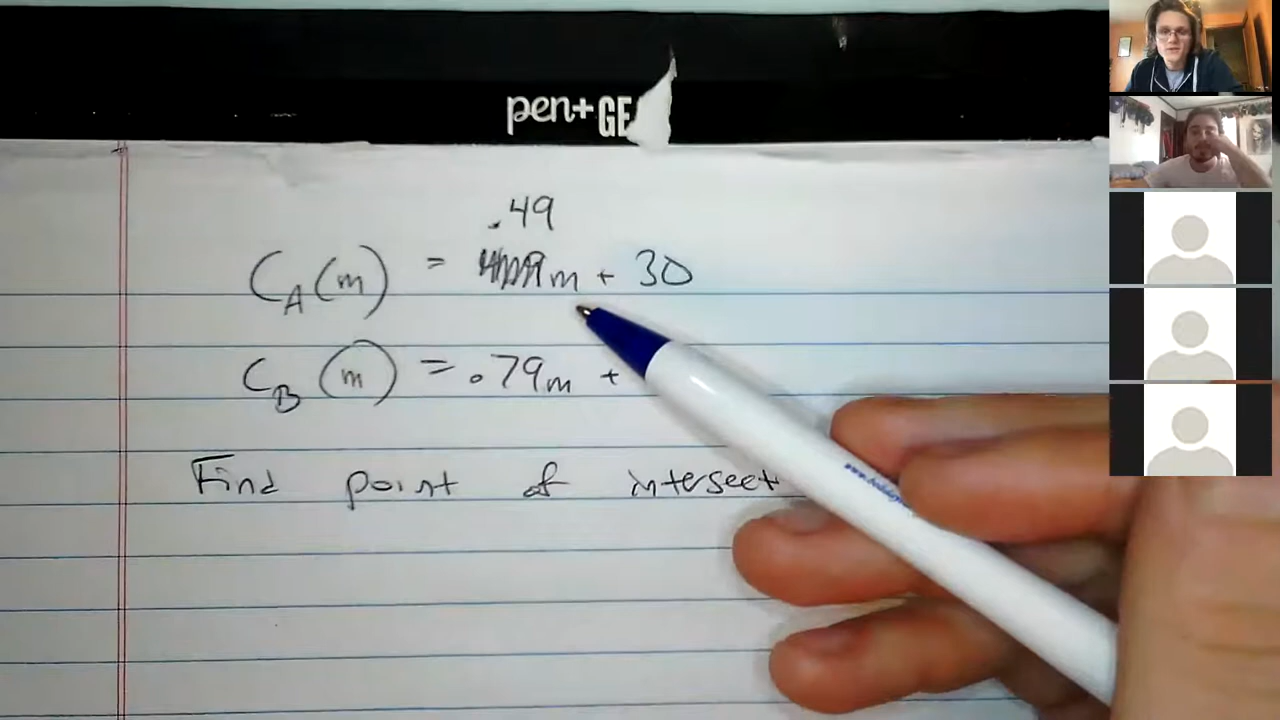 pen+GE
.49
C_A(m) = m + 30
C_B(m) = .79m +
Find point of intersect